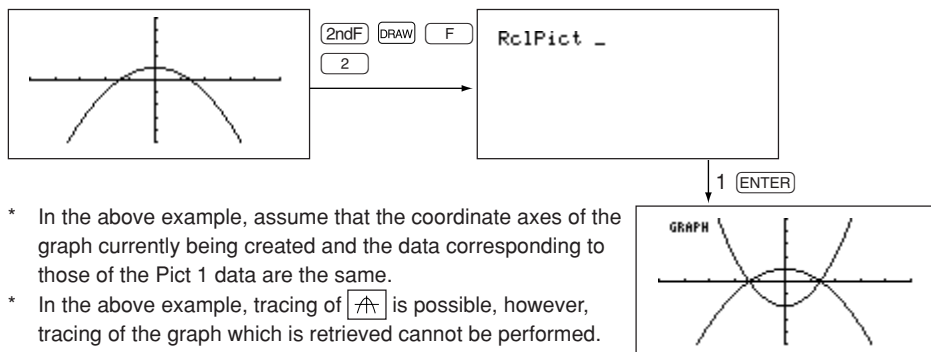 2ndF DRAW F
2
RclPict _
1 ENTER
GRAPH
* In the above example, assume that the coordinate axes of the
graph currently being created and the data corresponding to
those of the Pict 1 data are the same.
* In the above example, tracing of is possible, however,
tracing of the graph which is retrieved cannot be performed.